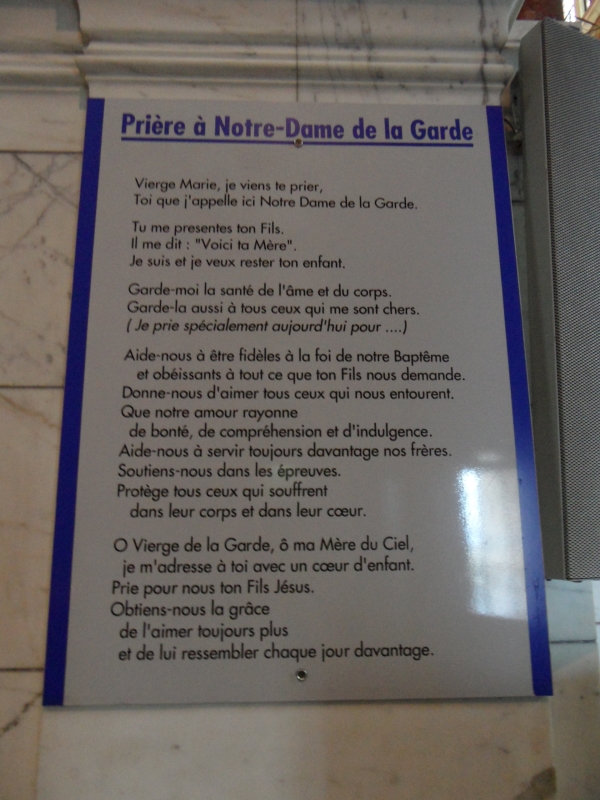 Prière à Notre-Dame de la Garde
Vierge Marie, je viens te prier,
Toi que j'appelle ici Notre Dame de la Garde.
Tu me presentes ton Fils.
Il me dit : "Voici ta Mère".
Je suis et je veux rester ton enfant.
Garde-moi la santé de l'âme et du corps.
Garde-la aussi à tous ceux qui me sont chers.
( Je prie spécialement aujourd'hui pour ....)
Aide-nous à être fidèles à la foi de notre Baptême
et obéissants à tout ce que ton Fils nous demande.
Donne-nous d'aimer tous ceux qui nous entourent.
Que notre amour rayonne
de bonté, de compréhension et d'indulgence.
Aide-nous à servir toujours davantage nos frères.
Soutiens-nous dans les épreuves.
Protège tous ceux qui souffrent
dans leur corps et dans leur cœur.
O Vierge de la Garde, ô ma Mère du Ciel,
je m'adresse à toi avec un cœur d'enfant.
Prie pour nous ton Fils Jésus.
Obtiens-nous la grâce
de l'aimer toujours plus
et de lui ressembler chaque jour davantage.